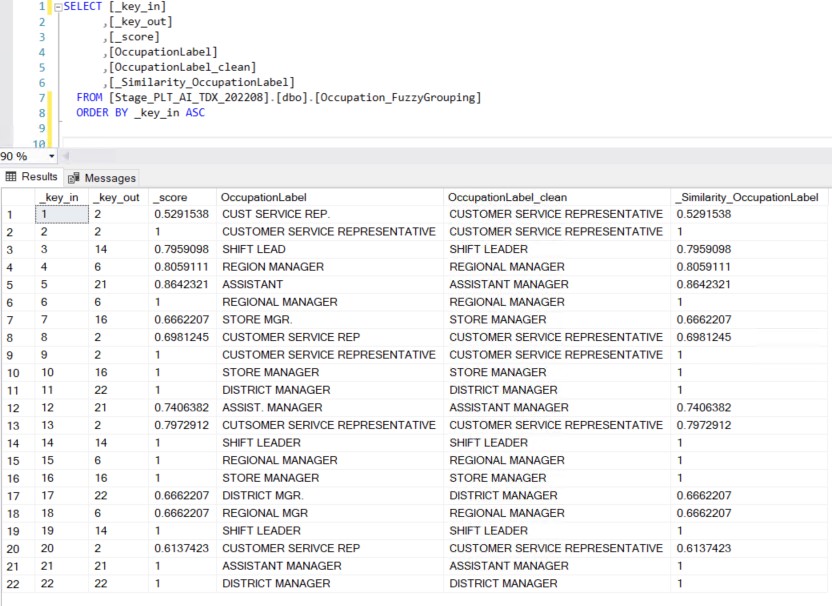 1 SELECT [_key_in]
2 ,[_key_out]
3 ,[_score]
4 ,[OccupationLabel]
5 ,[OccupationLabel_clean]
6 ,[_Similarity_OccupationLabel]
7 FROM [Stage_PLT_AI_TDX_202208].[dbo].[Occupation_FuzzyGrouping]
8 ORDER BY _key_in ASC
9
10
90 %
Results Messages
_key_in _key_out _score OccupationLabel OccupationLabel_clean _Similarity_OccupationLabel
1 1 2 0.5291538 CUST SERVICE REP. CUSTOMER SERVICE REPRESENTATIVE 0.5291538
2 2 2 1 CUSTOMER SERVICE REPRESENTATIVE CUSTOMER SERVICE REPRESENTATIVE 1
3 3 14 0.7959098 SHIFT LEAD SHIFT LEADER 0.7959098
4 4 6 0.8059111 REGION MANAGER REGIONAL MANAGER 0.8059111
5 5 21 0.8642321 ASSISTANT ASSISTANT MANAGER 0.8642321
6 6 6 1 REGIONAL MANAGER REGIONAL MANAGER 1
7 7 16 0.6662207 STORE MGR. STORE MANAGER 0.6662207
8 8 2 0.6981245 CUSTOMER SERVICE REP CUSTOMER SERVICE REPRESENTATIVE 0.6981245
9 9 2 1 CUSTOMER SERVICE REPRESENTATIVE CUSTOMER SERVICE REPRESENTATIVE 1
10 10 16 1 STORE MANAGER STORE MANAGER 1
11 11 22 1 DISTRICT MANAGER DISTRICT MANAGER 1
12 12 21 0.7406382 ASSIST. MANAGER ASSISTANT MANAGER 0.7406382
13 13 2 0.7972912 CUTSOMER SERIVCE REPRESENTATIVE CUSTOMER SERVICE REPRESENTATIVE 0.7972912
14 14 14 1 SHIFT LEADER SHIFT LEADER 1
15 15 6 1 REGIONAL MANAGER REGIONAL MANAGER 1
16 16 16 1 STORE MANAGER STORE MANAGER 1
17 17 22 0.6662207 DISTRICT MGR. DISTRICT MANAGER 0.6662207
18 18 6 0.6662207 REGIONAL MGR REGIONAL MANAGER 0.6662207
19 19 14 1 SHIFT LEADER SHIFT LEADER 1
20 20 2 0.6137423 CUSTOMER SERIVCE REP CUSTOMER SERVICE REPRESENTATIVE 0.6137423
21 21 21 1 ASSISTANT MANAGER ASSISTANT MANAGER 1
22 22 22 1 DISTRICT MANAGER DISTRICT MANAGER 1